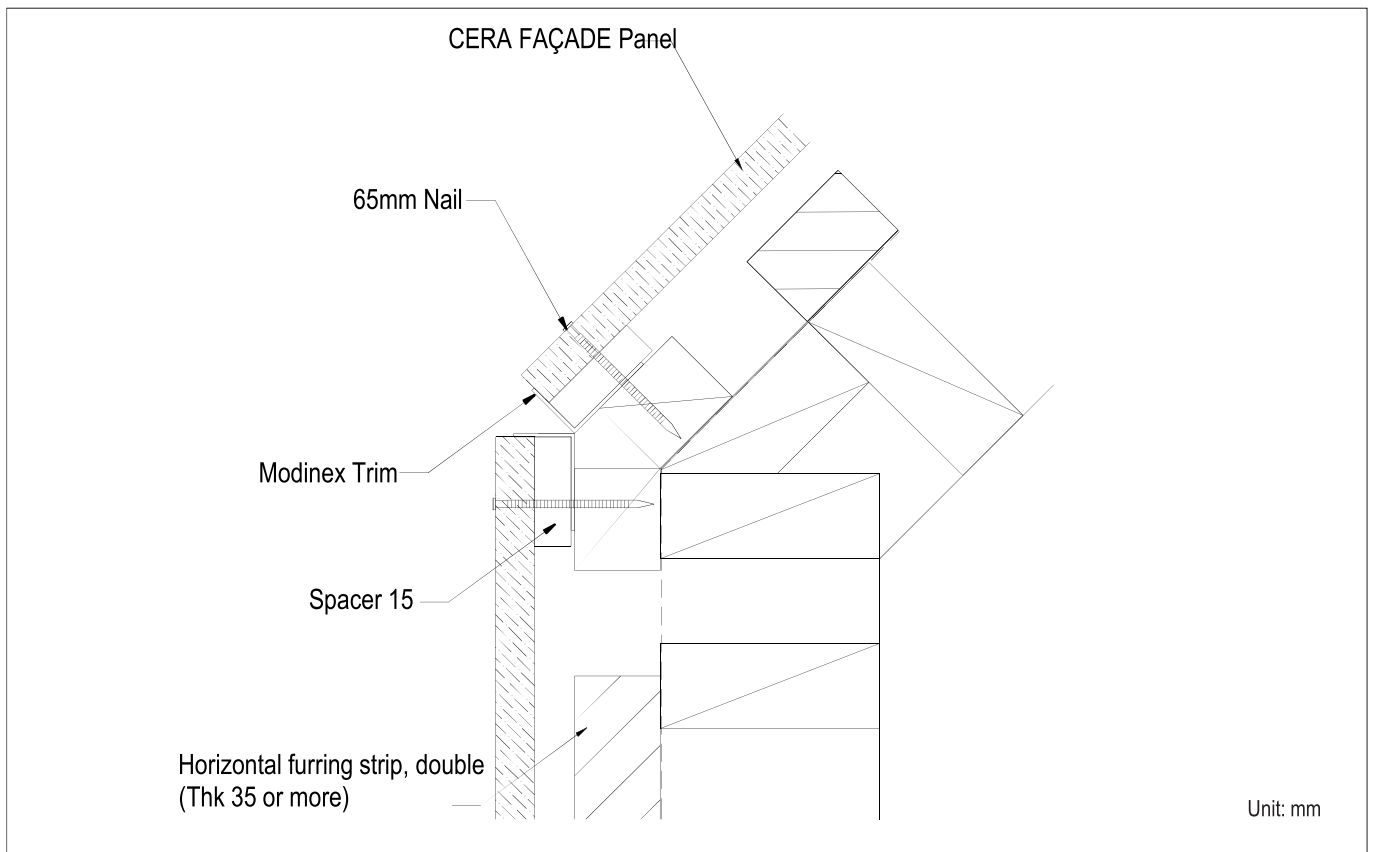 CERA FAÇADE Panel
65mm Nail
Modinex Trim
Spacer 15
Horizontal furring strip, double
(Thk 35 or more)
Unit: mm